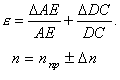 ε = ΔAE/AE + ΔDC/DC.
n = n_пр ± Δn